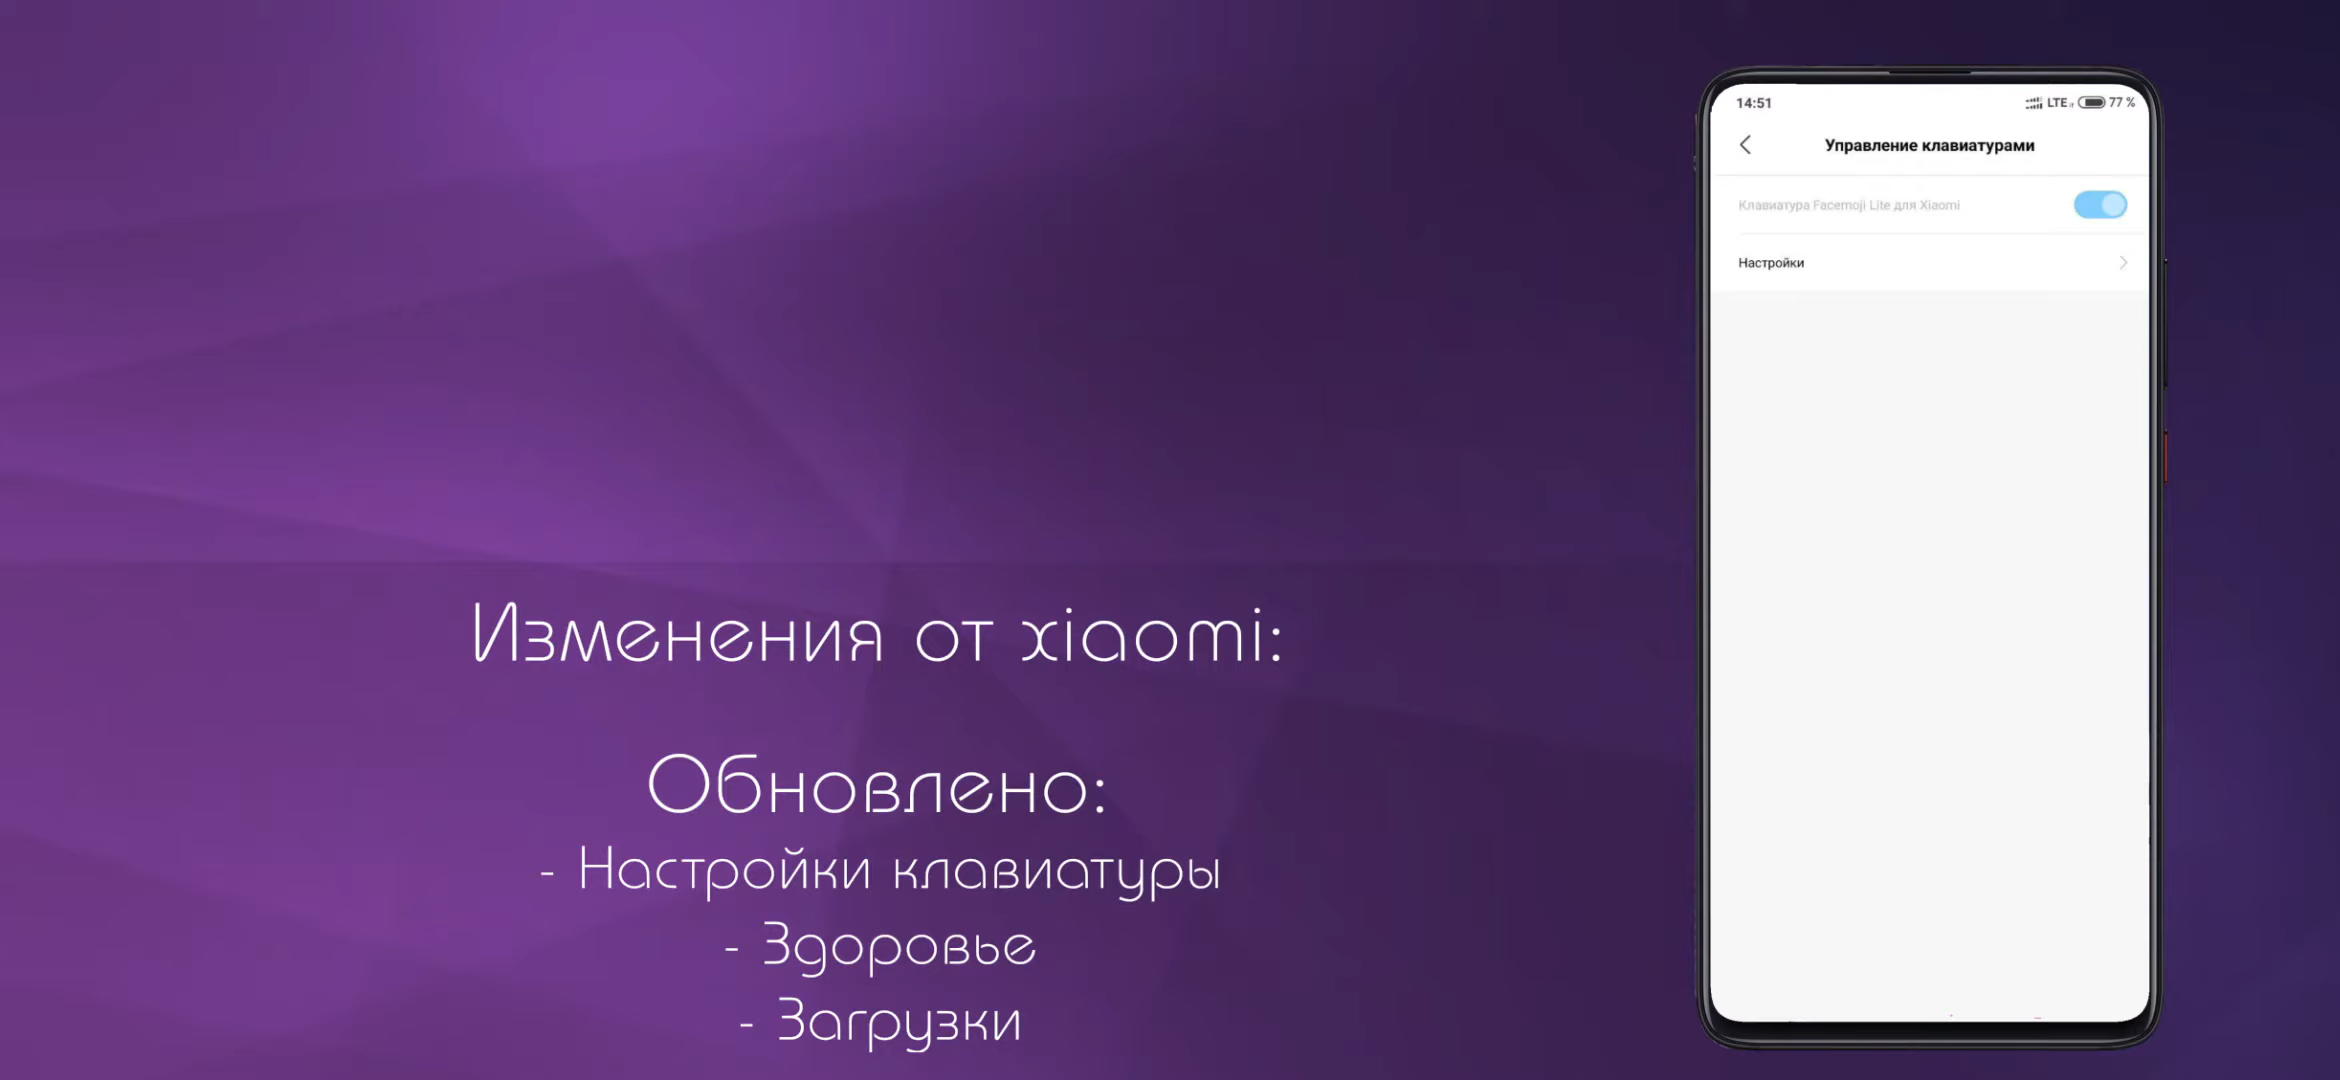 Изменения от xiaomi:
Обновлено:
- Настройки клавиатуры
- Здоровье
- Загрузки
14:51
LTE 77 %
Управление клавиатурами
Клавиатура Facemoji Lite для Xiaomi
Настройки